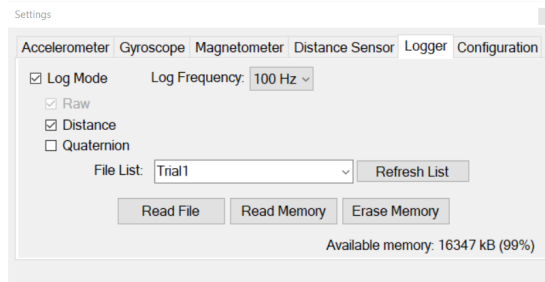 Settings
Accelerometer Gyroscope Magnetometer Distance Sensor Logger Configuration
Log Mode Log Frequency: 100 Hz
Raw
Distance
Quaternion
File List: Trial1 Refresh List
Read File Read Memory Erase Memory
Available memory: 16347 kB (99%)